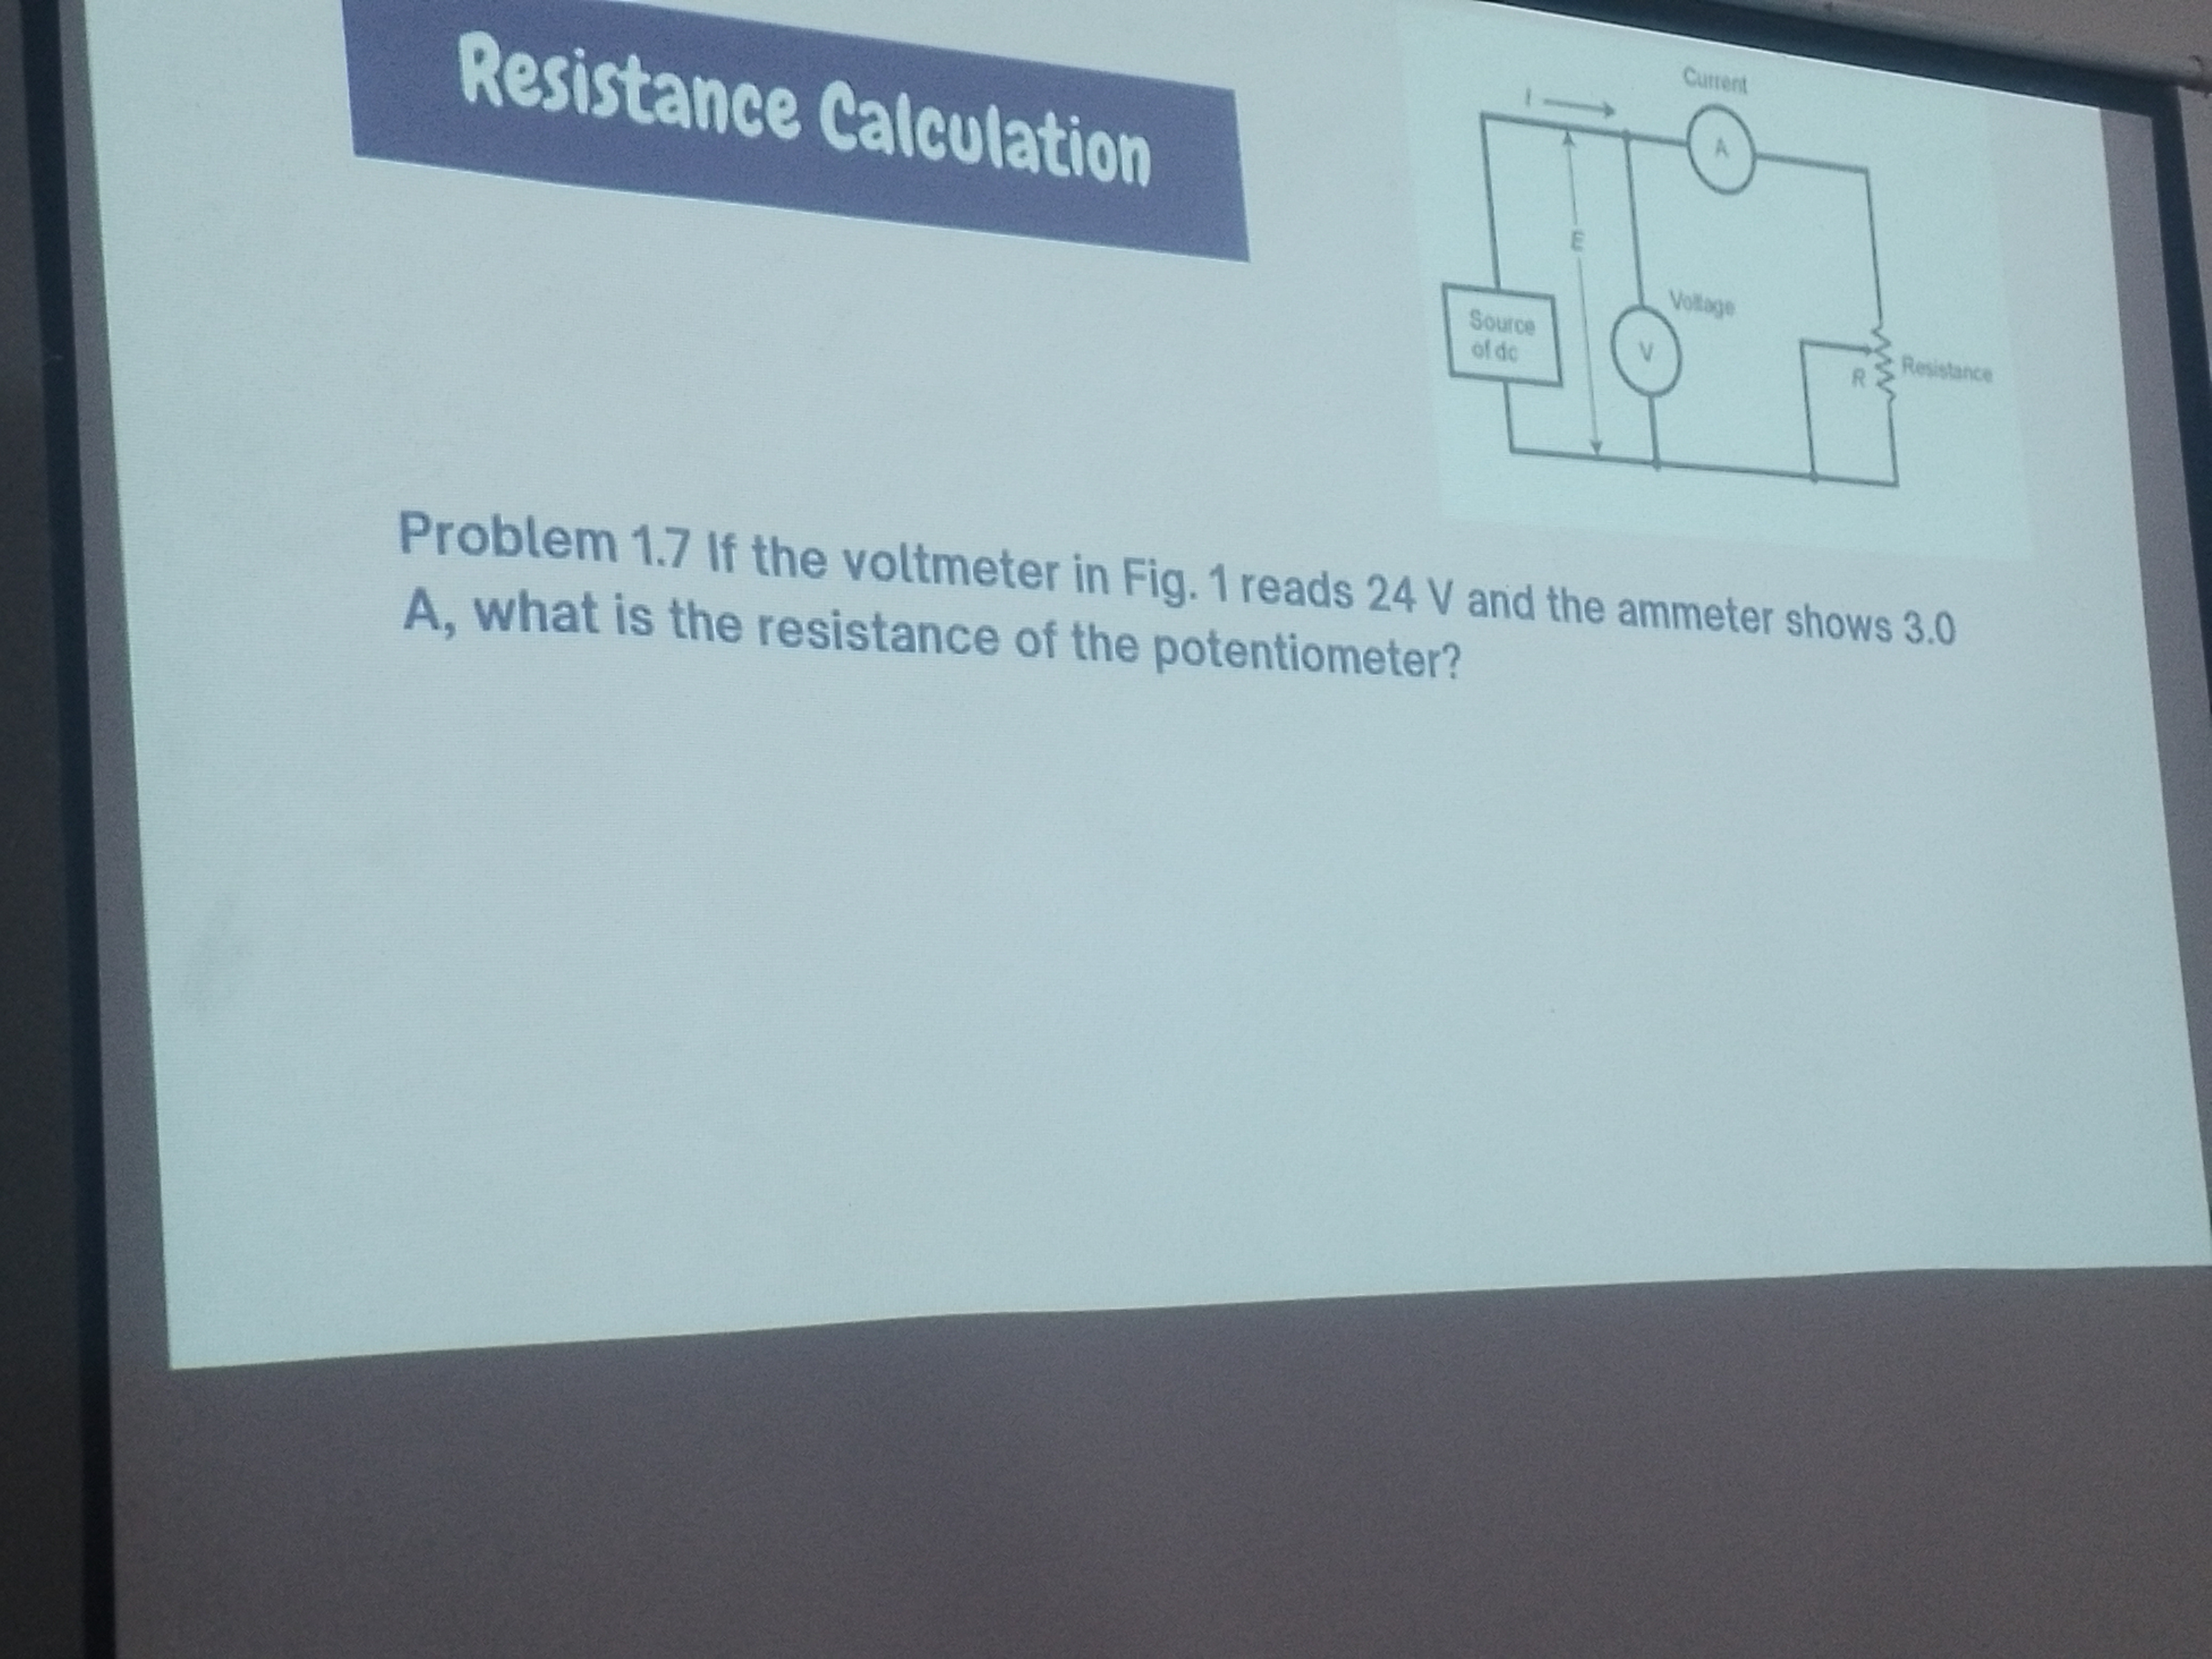 Resistance Calculation
Current
I
A
E
Voltage
Source
of dc
V
R
Resistance
Problem 1.7 If the voltmeter in Fig. 1 reads 24 V and the ammeter shows 3.0
A, what is the resistance of the potentiometer?